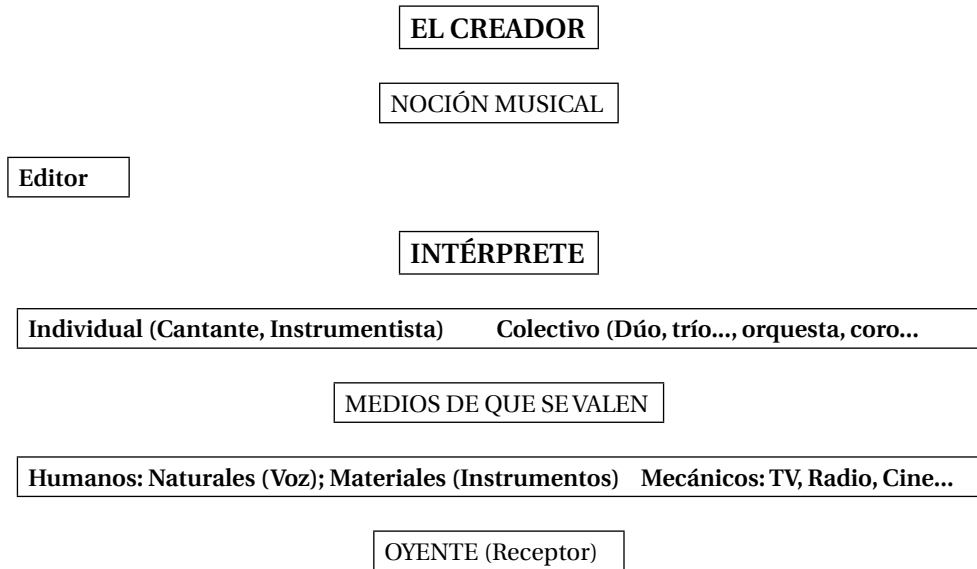 EL CREADOR
NOCIÓN MUSICAL
Editor
INTÉRPRETE
Individual (Cantante, Instrumentista) Colectivo (Dúo, trío..., orquesta, coro...
MEDIOS DE QUE SE VALEN
Humanos: Naturales (Voz); Materiales (Instrumentos) Mecánicos: TV, Radio, Cine...
OYENTE (Receptor)